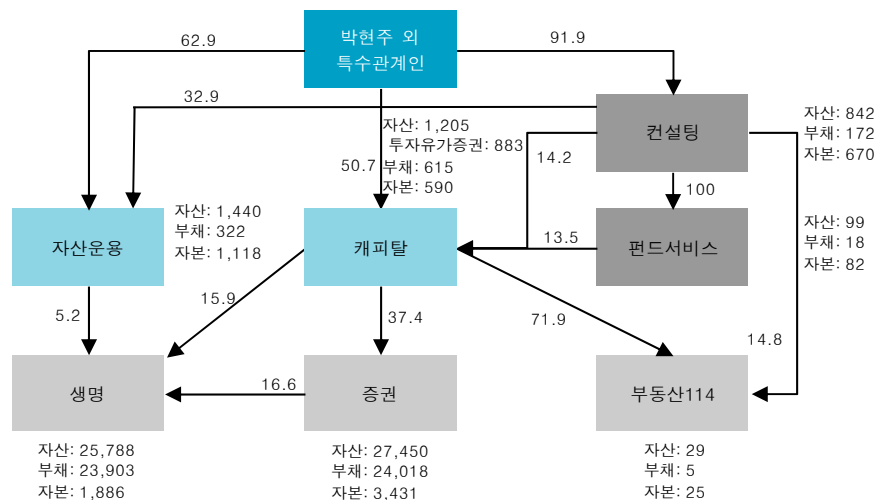 박현주 외
특수관계인
62.9
91.9
32.9
컨설팅
자산: 842
부채: 172
자본: 670
자산: 1,205
투자유가증권: 883
부채: 615
자본: 590
50.7
14.2
100
자산운용
자산: 1,440
부채: 322
자본: 1,118
캐피탈
13.5
펀드서비스
자산: 99
부채: 18
자본: 82
5.2
15.9
37.4
71.9
14.8
생명
16.6
증권
부동산114
자산: 25,788
부채: 23,903
자본: 1,886
자산: 27,450
부채: 24,018
자본: 3,431
자산: 29
부채: 5
자본: 25